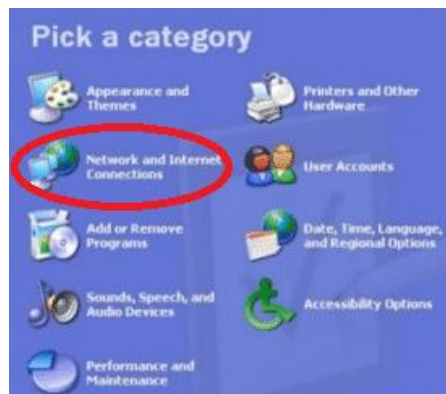 Pick a category
Appearance and
Themes
Printers and Other
Hardware
Network and Internet
Connections
User Accounts
Add or Remove
Programs
Date, Time, Language,
and Regional Options
Sounds, Speech, and
Audio Devices
Accessibility Options
Performance and
Maintenance